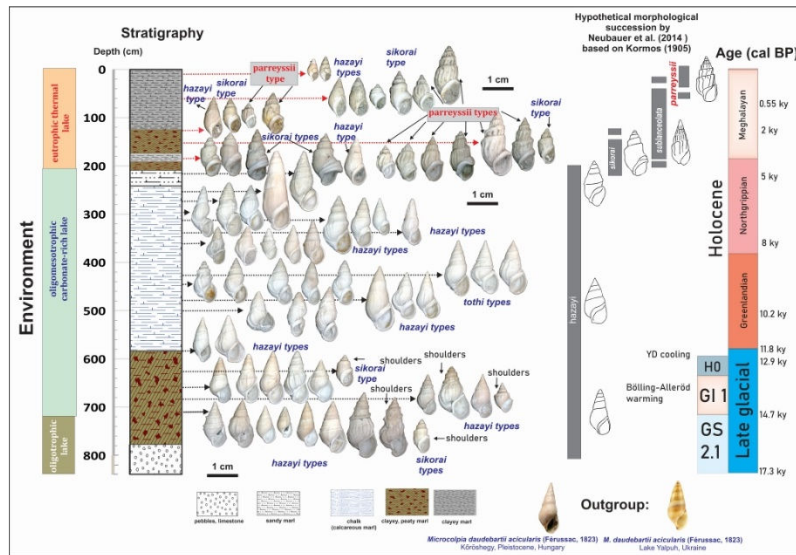 Stratigraphy
Depth (cm)
0
100
200
300
400
500
600
700
800
Environment
eutrophic thermal
lake
oligomesotrophic
carbonate-rich lake
oligotrophic
lake
hazayi
type
sikorai
type
parreyssii
type
hazayi
types
sikorai
type
1 cm
sikorai types
hazayi
type
parreyssii types
sikorai
type
1 cm
hazayi types
hazayi types
tothi types
hazayi types
hazayi types
sikorai
type
shoulders
shoulders
shoulders
shoulders
hazayi
types
shoulders
hazayi types
sikorai
types
1 cm
Hypothetical morphological
succession by
Neubauer et al. (2014 )
based on Kormos (1905)
hazayi
sikorai
sublanceolata
parreyssii
Age (cal BP)
Holocene
Meghalayan
Northgrippian
Greenlandian
Late glacial
H0
GI 1
GS
2.1
YD cooling
Bölling-Alleröd
warming
0.55 ky
2 ky
5 ky
8 ky
10.2 ky
11.8 ky
12.9 ky
14.7 ky
17.3 ky
pebbles, limestone
sandy marl
chalk
(calcareous marl)
clayey, peaty marl
clayey marl
Outgroup:
Microcolpia daudebartii acicularis (Férussac, 1823)
Kőröshegy, Pleistocene, Hungary
M. daudebartii acicularis (Férussac, 1823)
Lake Yalpuh, Ukraine